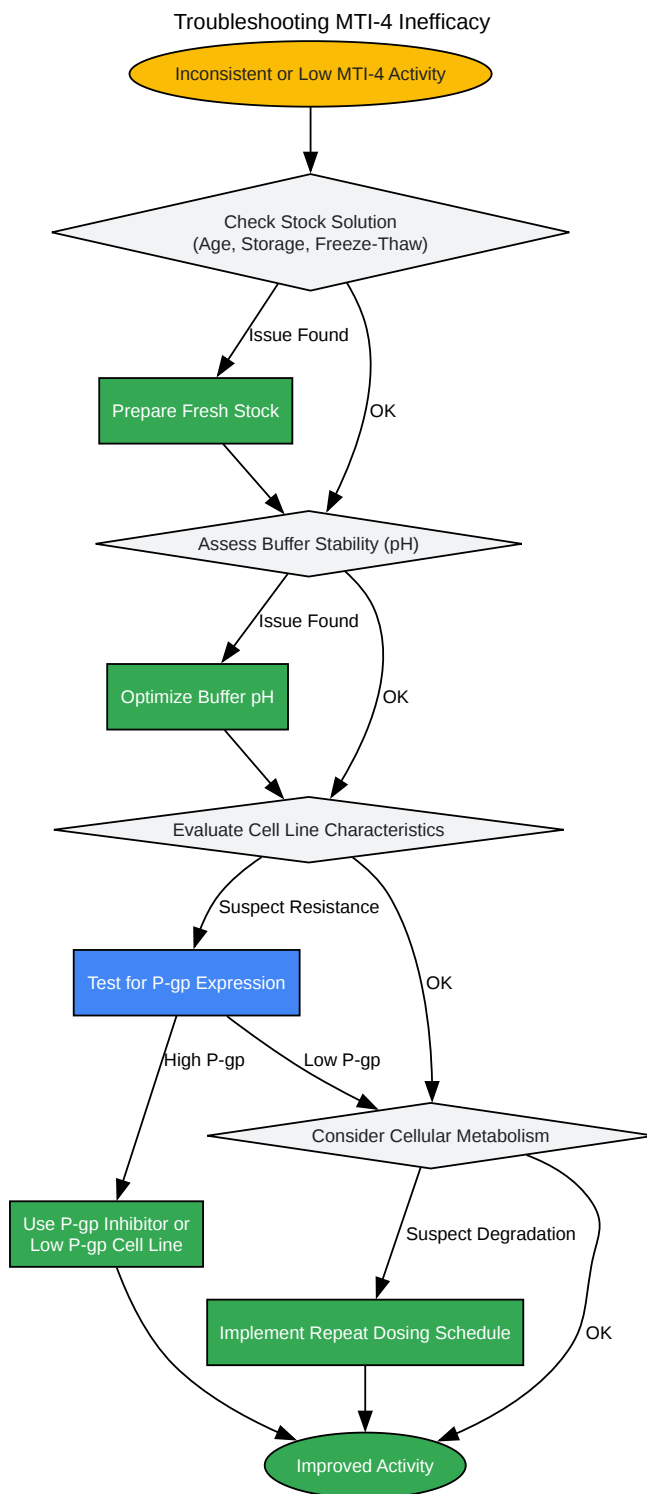 Troubleshooting MTI-4 Inefficacy
Inconsistent or Low MTI-4 Activity
Check Stock Solution
(Age, Storage, Freeze-Thaw)
Issue Found
Prepare Fresh Stock
OK
Assess Buffer Stability (pH)
Issue Found
Optimize Buffer pH
OK
Evaluate Cell Line Characteristics
Suspect Resistance
Test for P-gp Expression
OK
High P-gp
Low P-gp
Consider Cellular Metabolism
Use P-gp Inhibitor or
Low P-gp Cell Line
Suspect Degradation
Implement Repeat Dosing Schedule
OK
Improved Activity